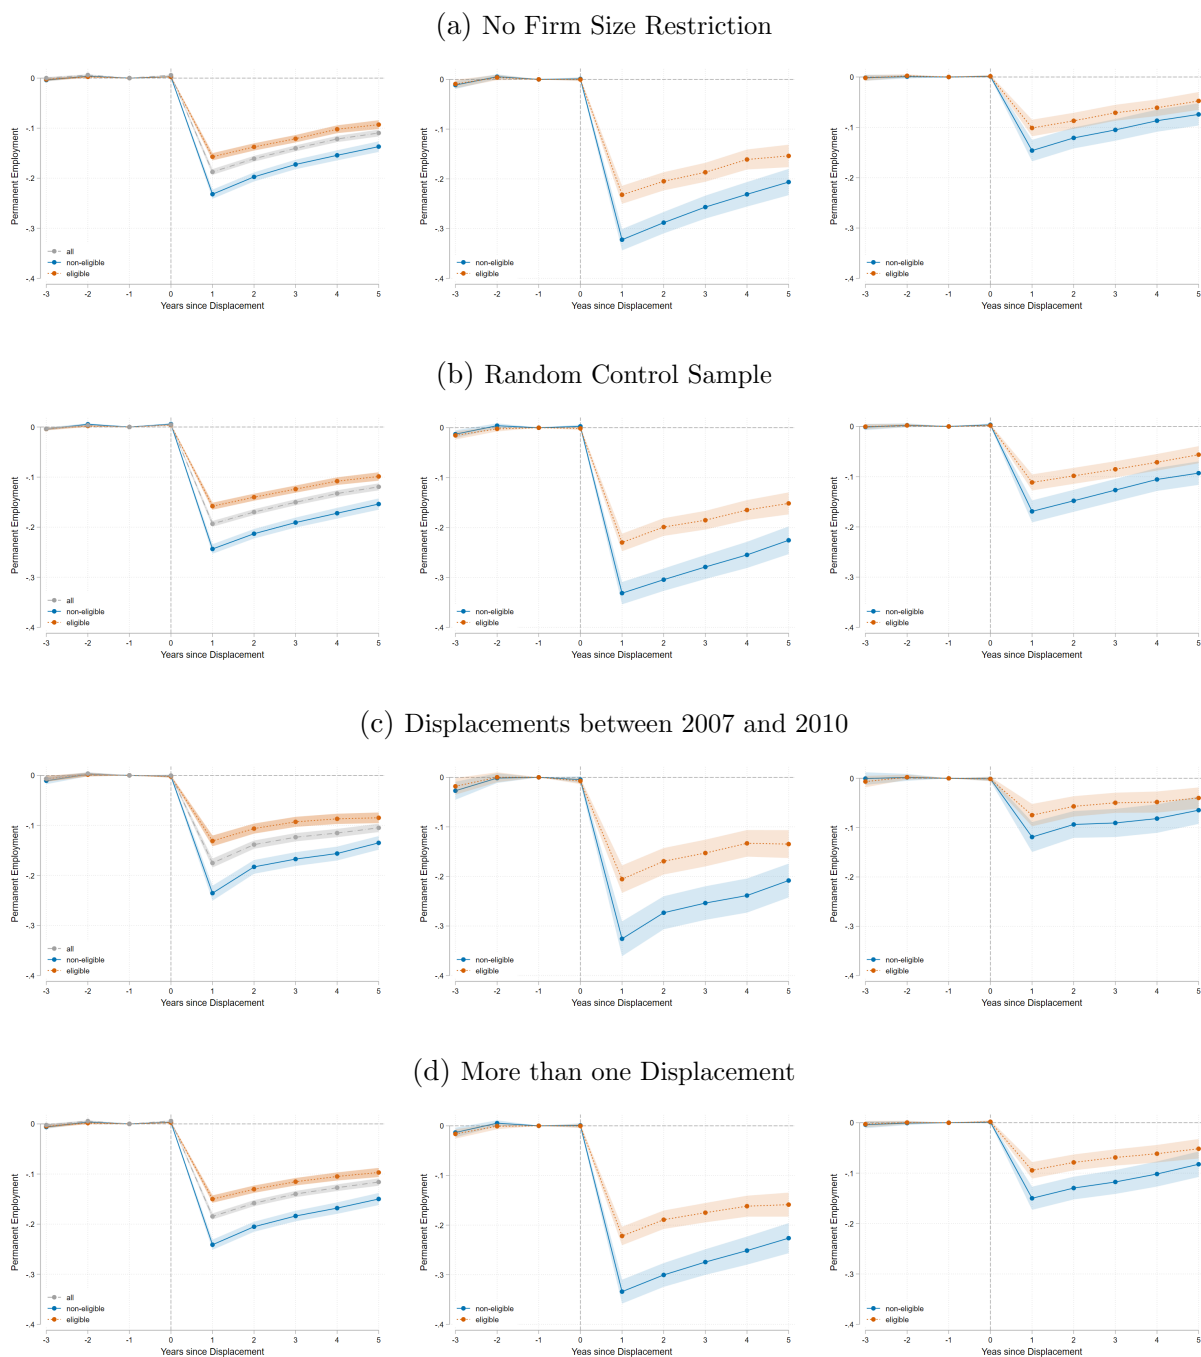 (a) No Firm Size Restriction
Permanent Employment
0
-.1
-.2
-.3
-.4
all
non-eligible
eligible
-3 -2 -1 0 1 2 3 4 5
Years since Displacement
Permanent Employment
0
-.1
-.2
-.3
-.4
non-eligible
eligible
-3 -2 -1 0 1 2 3 4 5
Years since Displacement
Permanent Employment
0
-.1
-.2
-.3
-.4
non-eligible
eligible
-3 -2 -1 0 1 2 3 4 5
Years since Displacement
(b) Random Control Sample
Permanent Employment
0
-.1
-.2
-.3
-.4
all
non-eligible
eligible
-3 -2 -1 0 1 2 3 4 5
Yeas since Displacement
Permanent Employment
0
-.1
-.2
-.3
-.4
non-eligible
eligible
-3 -2 -1 0 1 2 3 4 5
Yeas since Displacement
Permanent Employment
0
-.1
-.2
-.3
-.4
non-eligible
eligible
-3 -2 -1 0 1 2 3 4 5
Yeas since Displacement
(c) Displacements between 2007 and 2010
Permanent Employment
0
-.1
-.2
-.3
-.4
all
non-eligible
eligible
-3 -2 -1 0 1 2 3 4 5
Years since Displacement
Permanent Employment
0
-.1
-.2
-.3
-.4
non-eligible
eligible
-3 -2 -1 0 1 2 3 4 5
Years since Displacement
Permanent Employment
0
-.1
-.2
-.3
-.4
non-eligible
eligible
-3 -2 -1 0 1 2 3 4 5
Years since Displacement
(d) More than one Displacement
Permanent Employment
0
-.1
-.2
-.3
-.4
all
non-eligible
eligible
-3 -2 -1 0 1 2 3 4 5
Years since Displacement
Permanent Employment
0
-.1
-.2
-.3
-.4
non-eligible
eligible
-3 -2 -1 0 1 2 3 4 5
Years since Displacement
Permanent Employment
0
-.1
-.2
-.3
-.4
non-eligible
eligible
-3 -2 -1 0 1 2 3 4 5
Years since Displacement